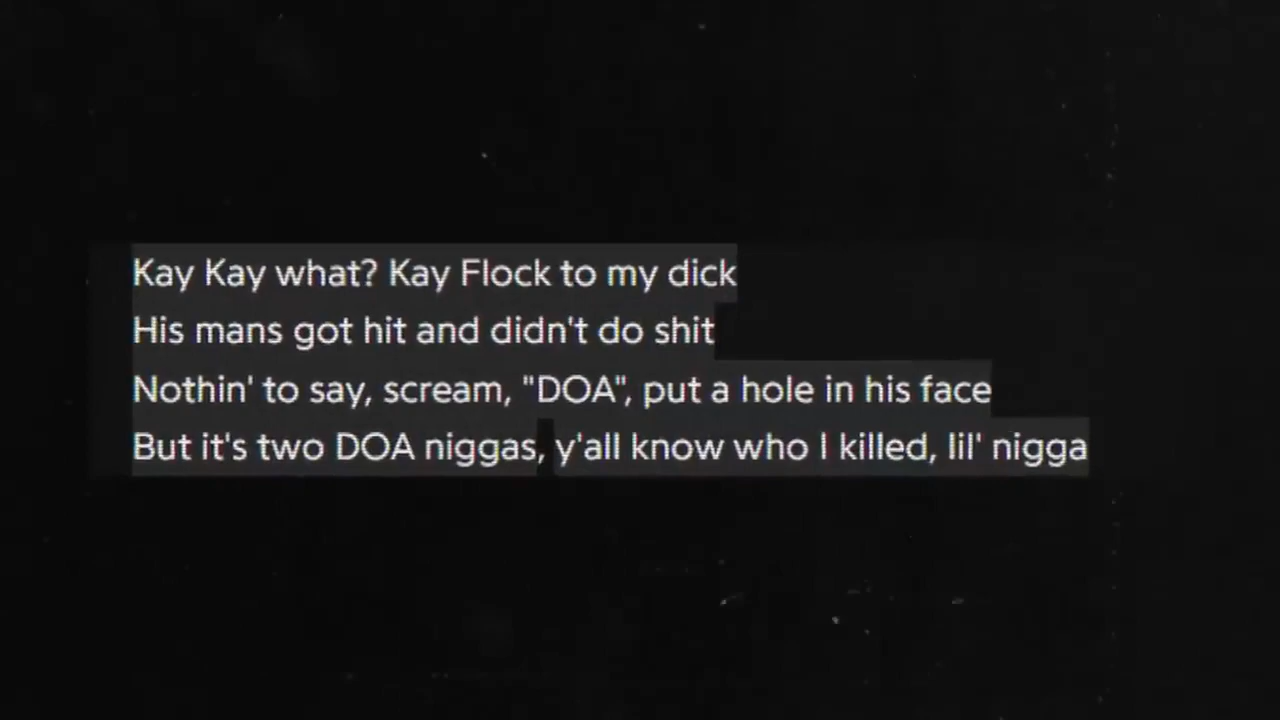 Kay Kay what? Kay Flock to my dick
His mans got hit and didn't do shit
Nothin' to say, scream, "DOA", put a hole in his face
But it's two DOA niggas, y'all know who I killed, lil' nigga